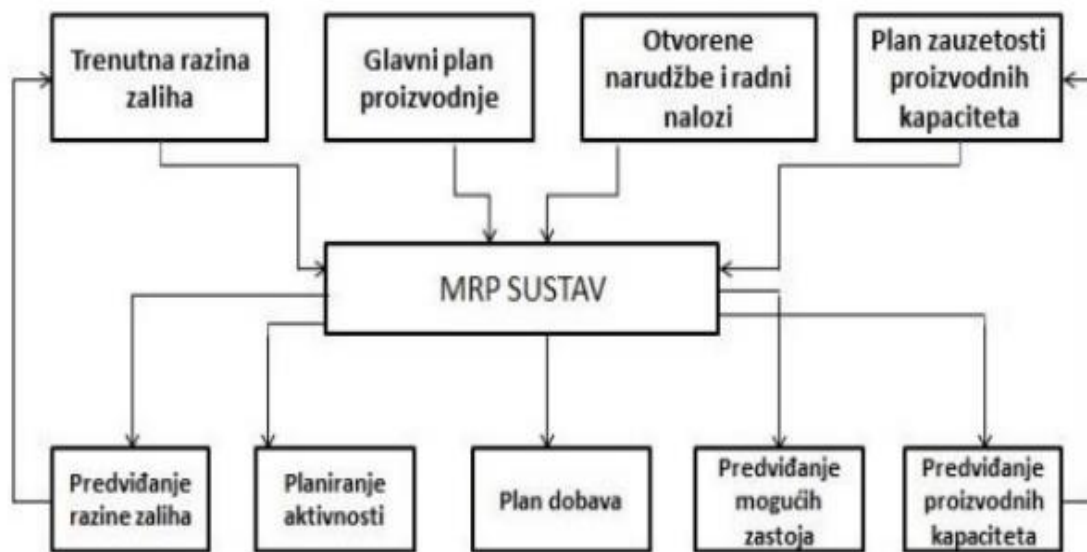 Trenutna razina
zaliha
Glavni plan
proizvodnje
Otvorene
narudžbe i radni
nalozi
Plan zauzetosti
proizvodnih
kapaciteta
MRP SUSTAV
Predviđanje
razine zaliha
Planiranje
aktivnosti
Plan dobava
Predviđanje
mogućih
zastoja
Predviđanje
proizvodnih
kapaciteta